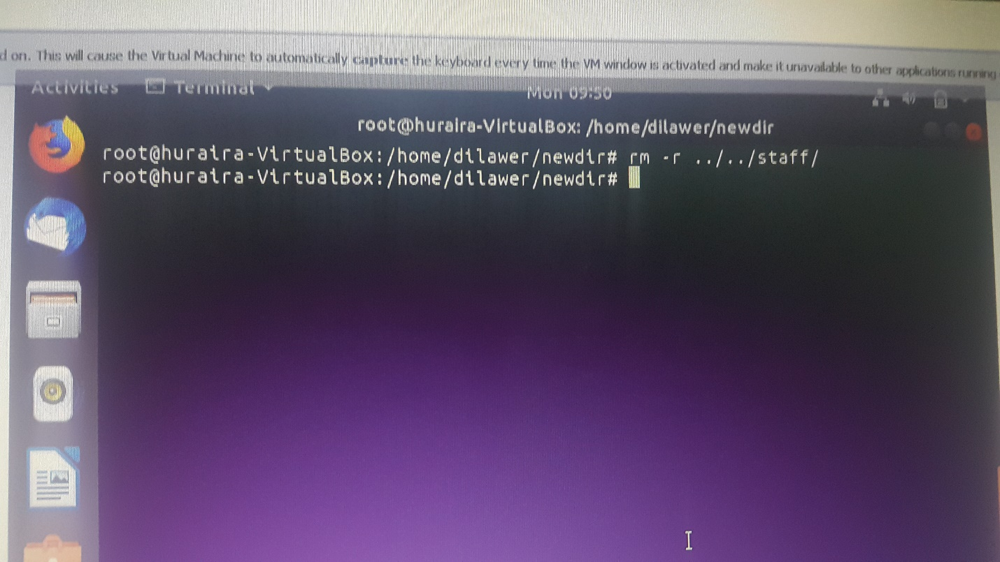 d on. This will cause the Virtual Machine to automatically capture the keyboard every time the VM window is activated and make it unavailable to other applications running
Activities Terminal Mon 09:50
root@huraira-VirtualBox: /home/dilawer/newdir
root@huraira-VirtualBox:/home/dilawer/newdir# rm -r ../../staff/
root@huraira-VirtualBox:/home/dilawer/newdir#